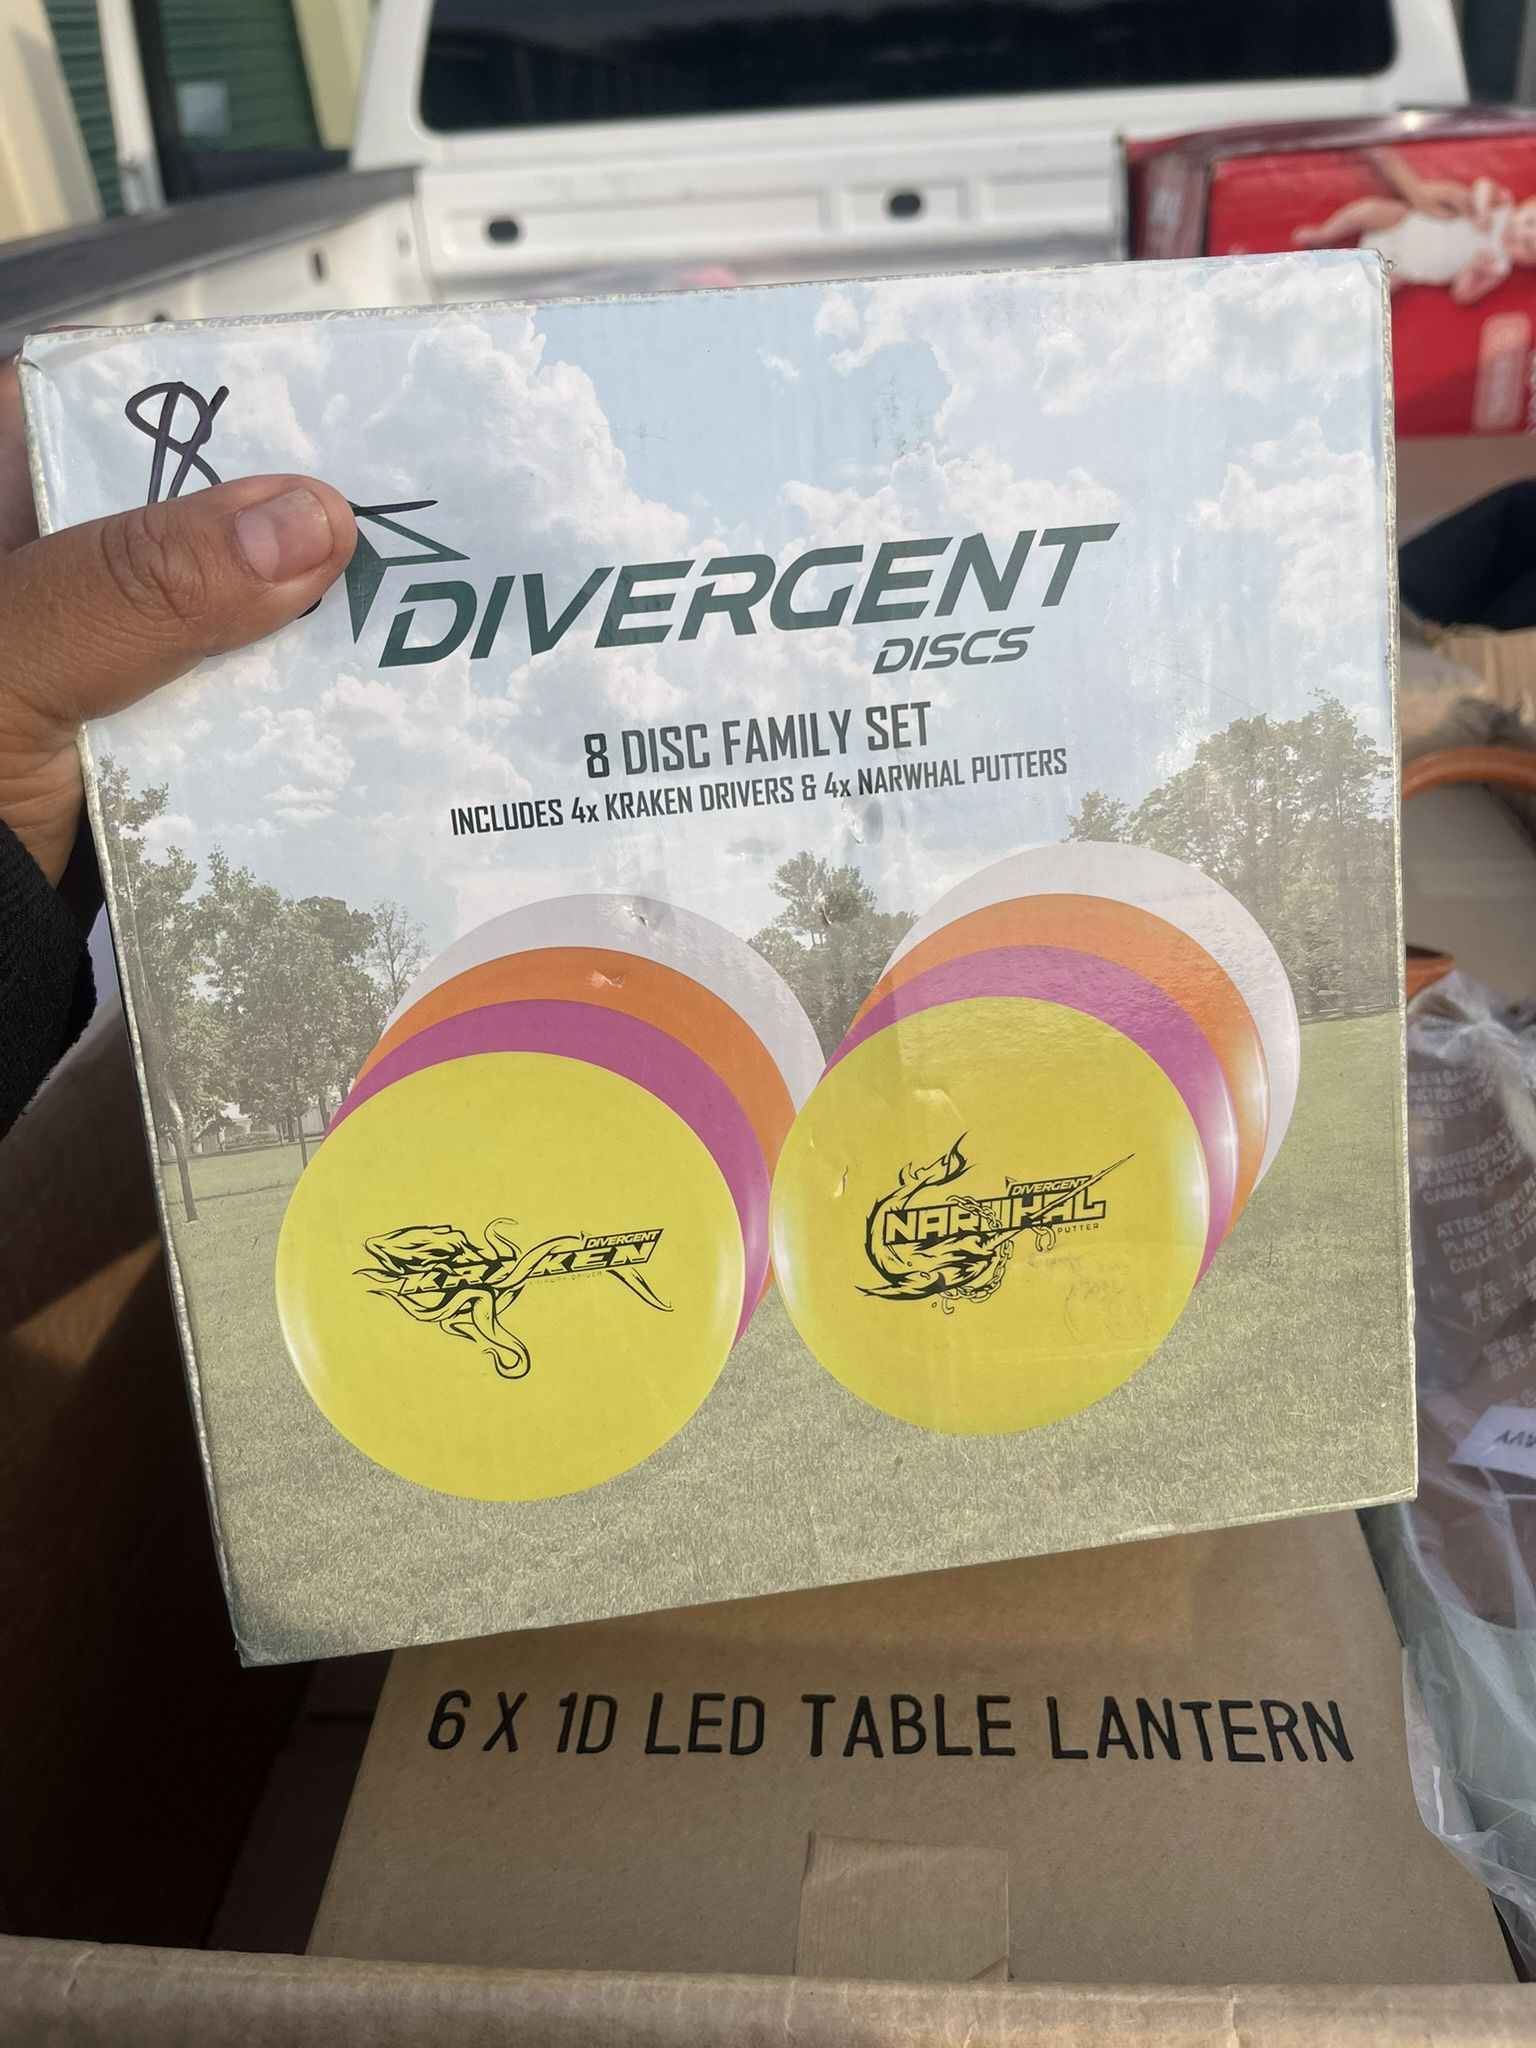 DIVERGENT
DISCS
8 DISC FAMILY SET
INCLUDES 4x KRAKEN DRIVERS & 4x NARWHAL PUTTERS
DIVERGENT
KRAKEN
DIVERGENT
NARWHAL
PUTTER
6 X 1D LED TABLE LANTERN